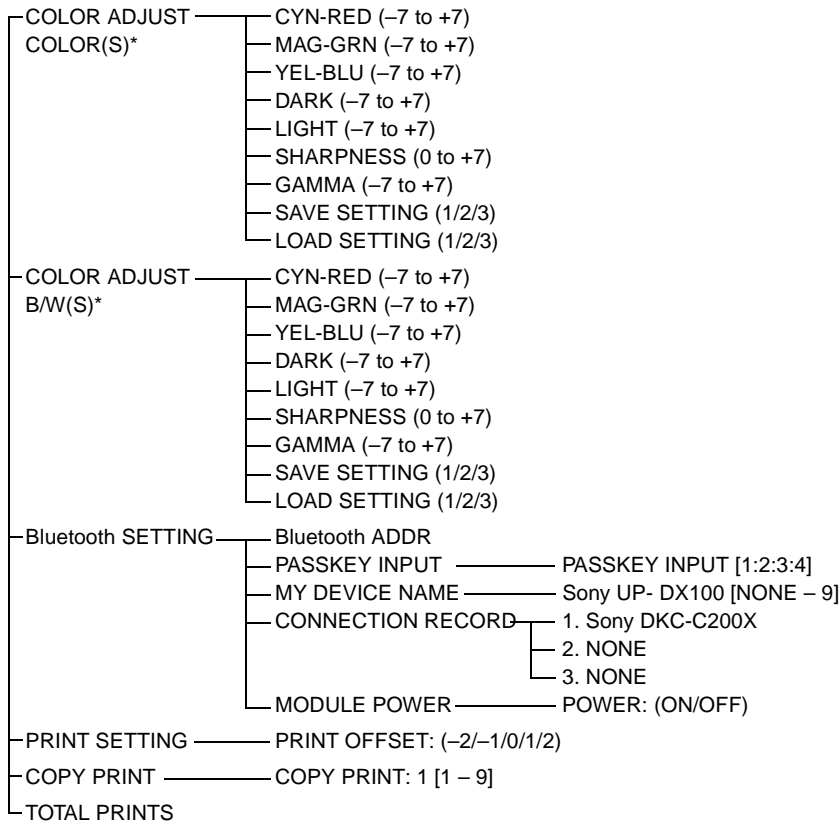 COLOR ADJUST CYN-RED (–7 to +7)
COLOR(S)* MAG-GRN (–7 to +7)
YEL-BLU (–7 to +7)
DARK (–7 to +7)
LIGHT (–7 to +7)
SHARPNESS (0 to +7)
GAMMA (–7 to +7)
SAVE SETTING (1/2/3)
LOAD SETTING (1/2/3)
COLOR ADJUST CYN-RED (–7 to +7)
B/W(S)* MAG-GRN (–7 to +7)
YEL-BLU (–7 to +7)
DARK (–7 to +7)
LIGHT (–7 to +7)
SHARPNESS (0 to +7)
GAMMA (–7 to +7)
SAVE SETTING (1/2/3)
LOAD SETTING (1/2/3)
Bluetooth SETTING Bluetooth ADDR
PASSKEY INPUT PASSKEY INPUT [1:2:3:4]
MY DEVICE NAME Sony UP- DX100 [NONE – 9]
CONNECTION RECORD 1. Sony DKC-C200X
2. NONE
3. NONE
MODULE POWER POWER: (ON/OFF)
PRINT SETTING PRINT OFFSET: (–2/–1/0/1/2)
COPY PRINT COPY PRINT: 1 [1 – 9]
TOTAL PRINTS